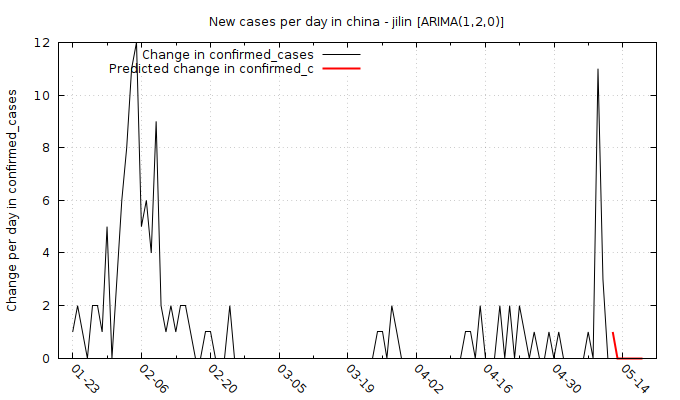 New cases per day in china - jilin [ARIMA(1,2,0)]
Change in confirmed_cases
Predicted change in confirmed_c
Change per day in confirmed_cases
12
10
8
6
4
2
0
01-23 02-06 02-20 03-05 03-19 04-02 04-16 04-30 05-14